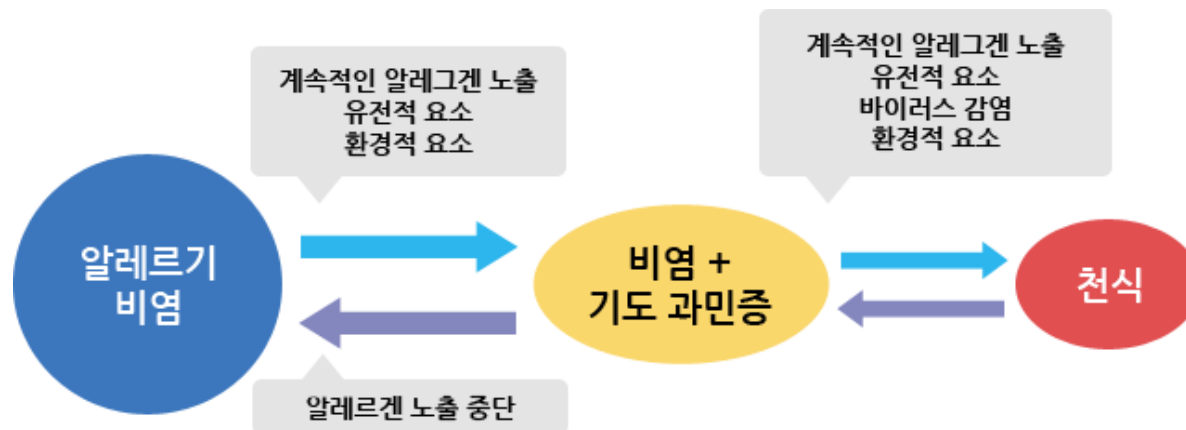 계속적인 알레그겐 노출
유전적 요소
환경적 요소
계속적인 알레그겐 노출
유전적 요소
바이러스 감염
환경적 요소
알레르기
비염
비염 +
기도 과민증
천식
알레르겐 노출 중단